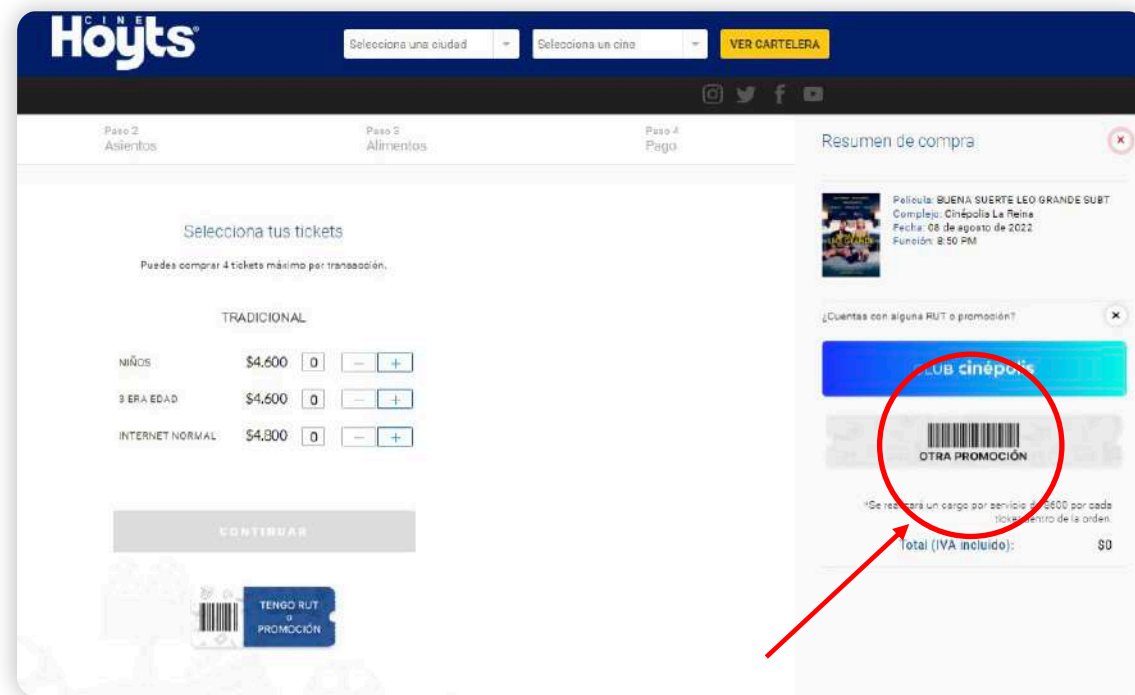 CINE
Hoyts
Selecciona una ciudad
Selecciona un cine
VER CARTELERA
Paso 2
Asientos
Paso 3
Alimentos
Paso 4
Pago
Selecciona tus tickets
Puedes comprar 4 tickets máximo por transacción.
TRADICIONAL
NIÑOS $4.600 0 − +
3 ERA EDAD $4.600 0 − +
INTERNET NORMAL $4.800 0 − +
CONTINUAR
TENGO RUT
o
PROMOCIÓN
Resumen de compra
Película: BUENA SUERTE LEO GRANDE SUBT
Complejo: Cinépolis La Reina
Fecha: 08 de agosto de 2022
Función: 8:50 PM
¿Cuentas con alguna RUT o promoción?
CLUB cinépolis
OTRA PROMOCIÓN
*Se realizará un cargo por servicio de $600 por cada
ticket dentro de la orden.
Total (IVA incluido): $0